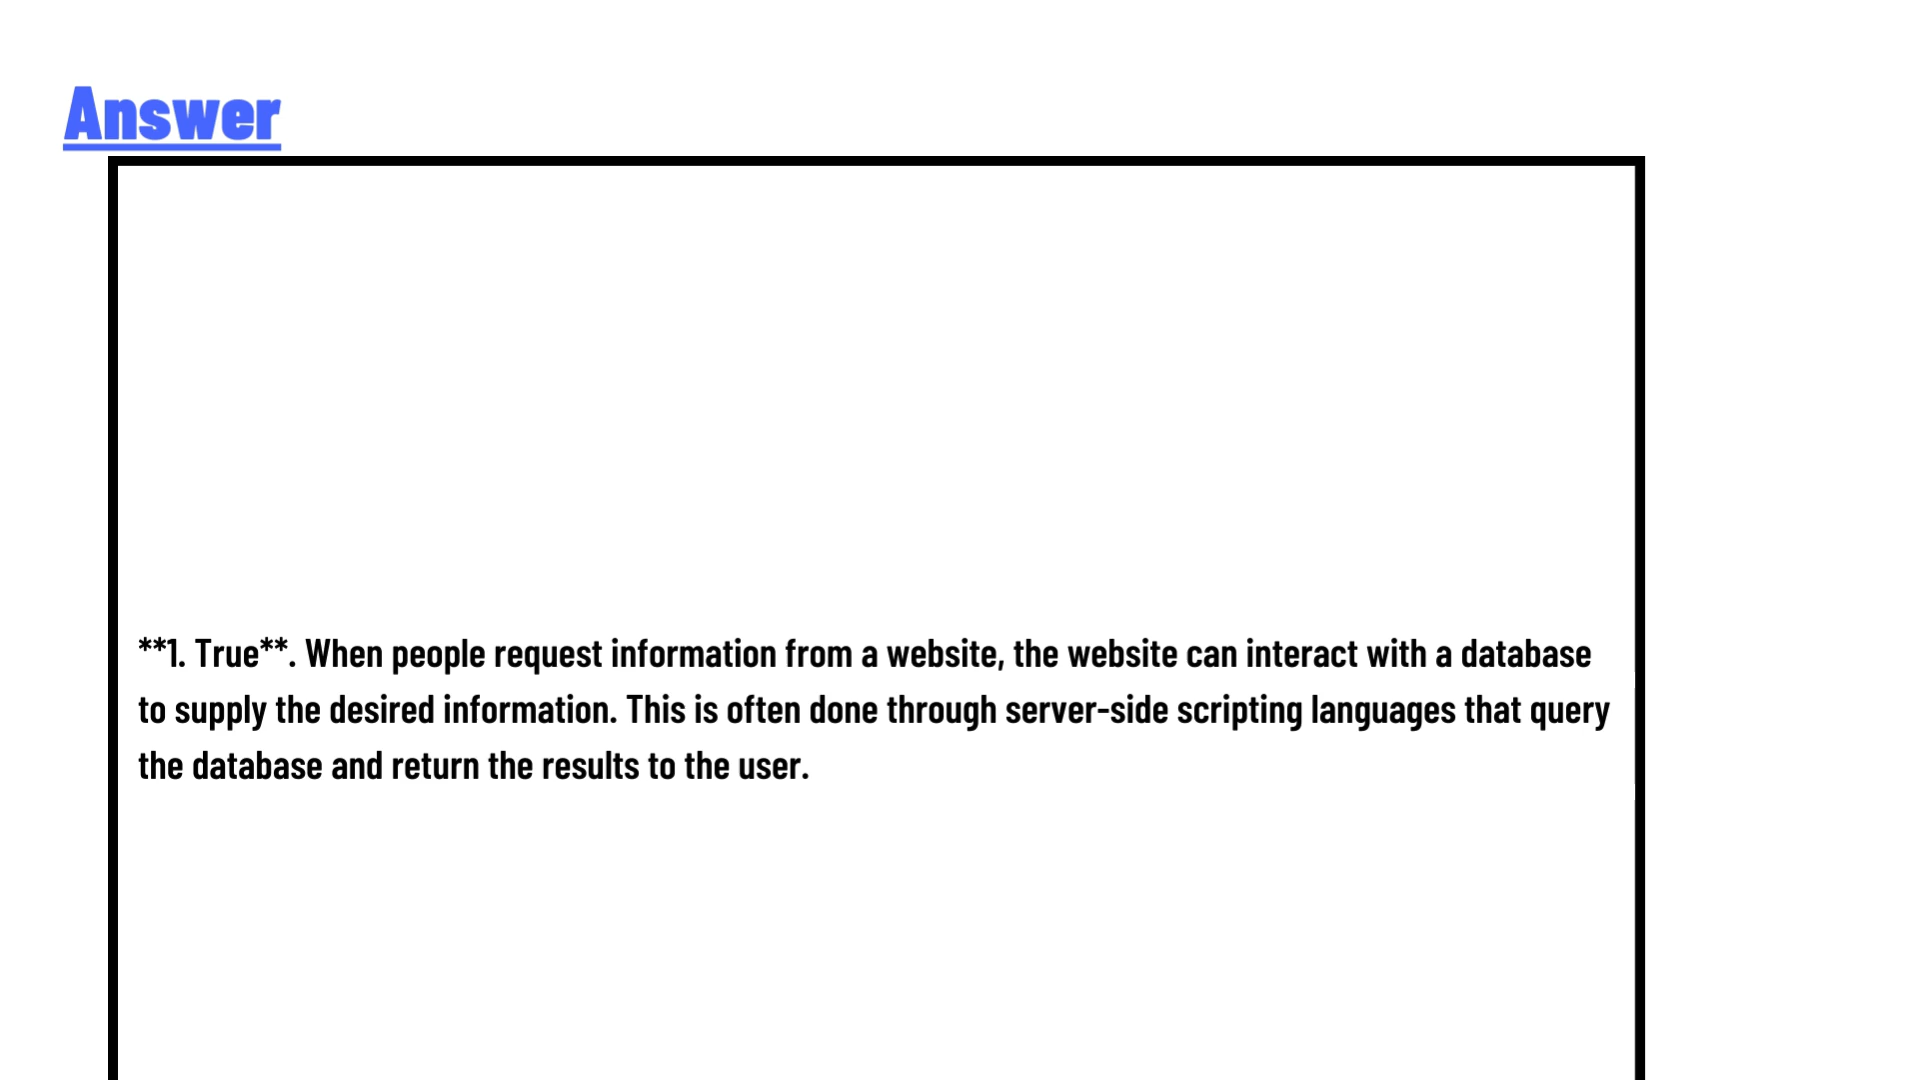 Answer
**1. True**. When people request information from a website, the website can interact with a database
to supply the desired information. This is often done through server-side scripting languages that query
the database and return the results to the user.